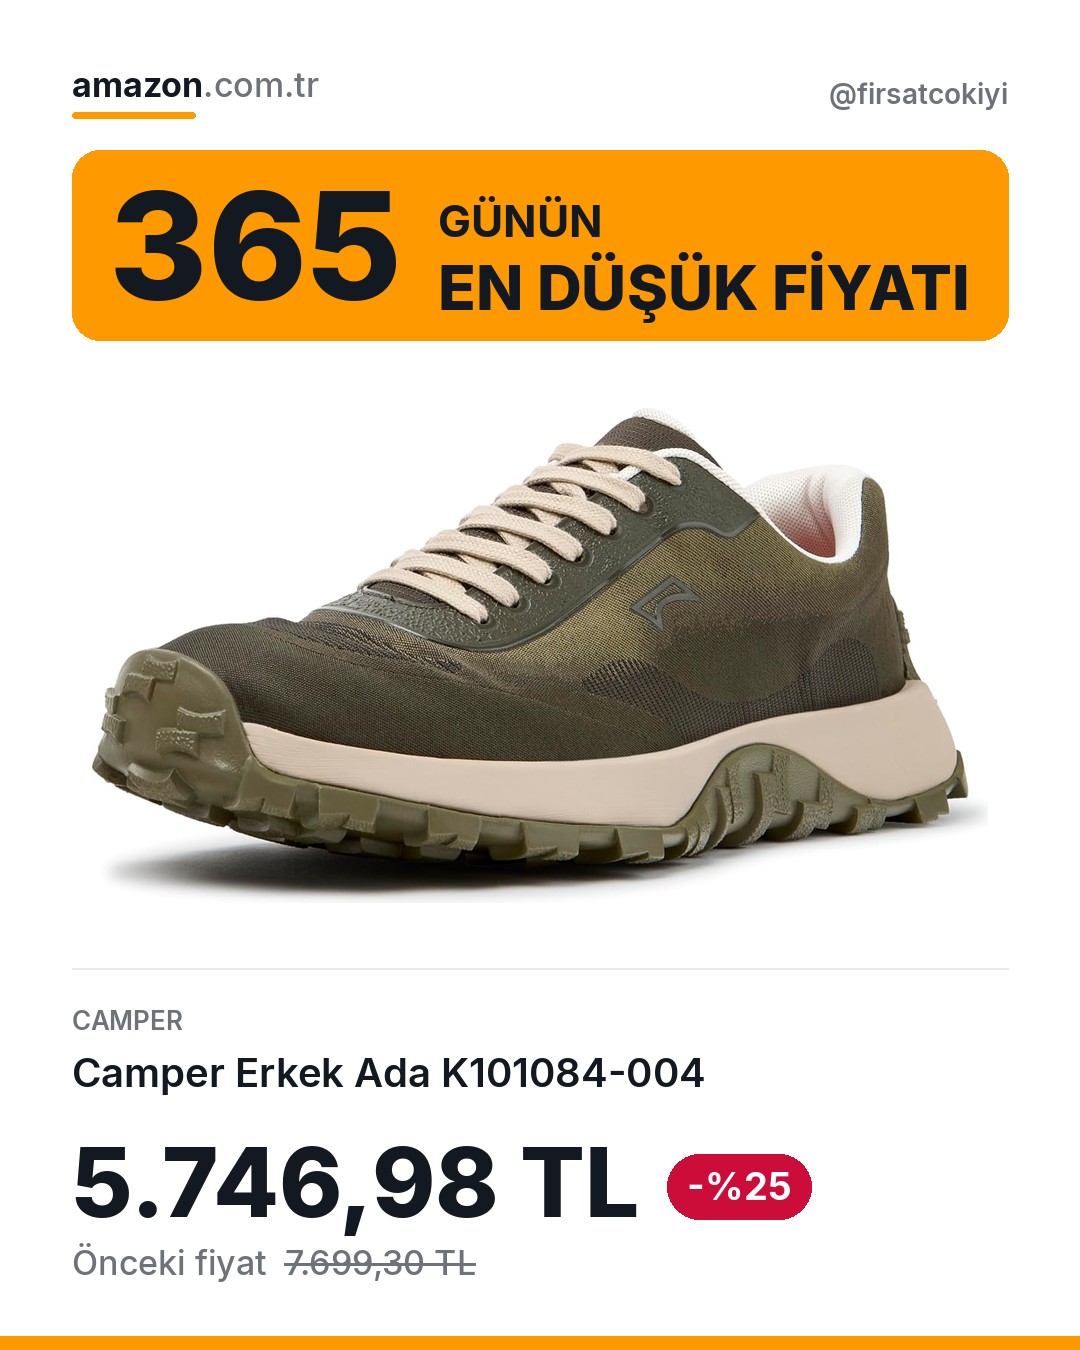 amazon.com.tr
@firsatcokiyi
365
GÜNÜN
EN DÜŞÜK FİYATI
CAMPER
Camper Erkek Ada K101084-004
5.746,98 TL
-%25
Önceki fiyat 7.699,30 TL